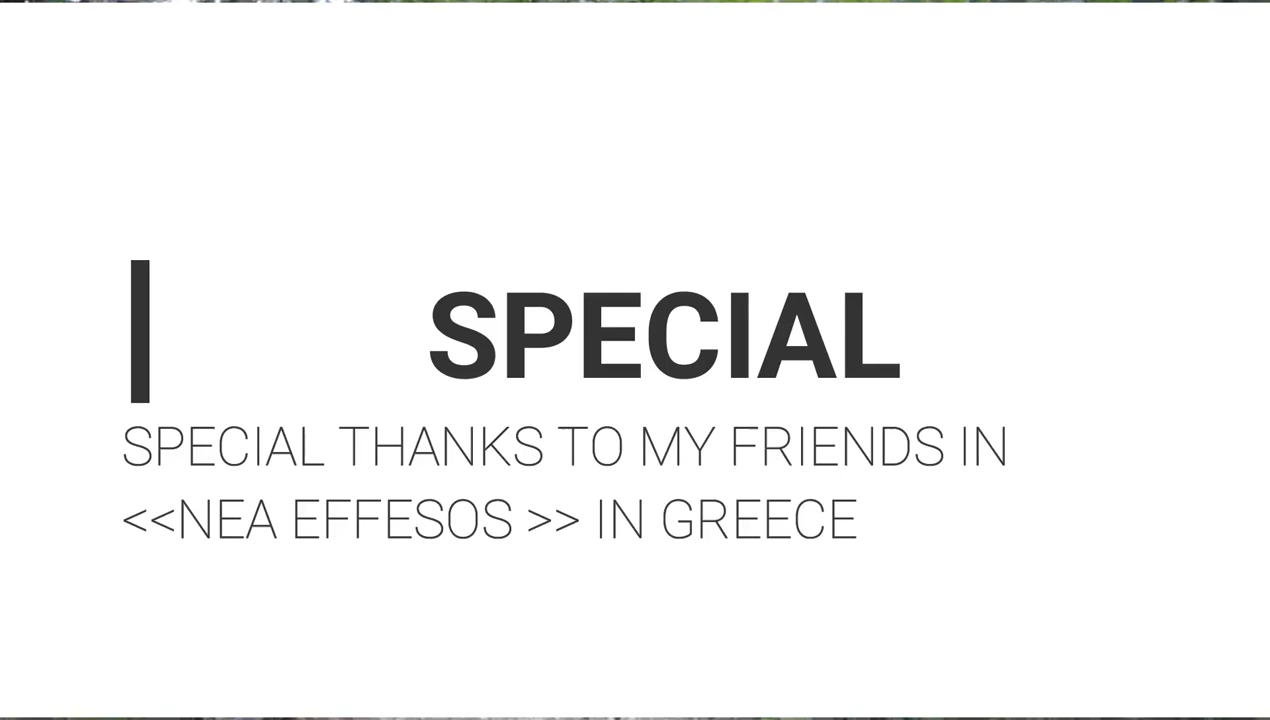 SPECIAL
SPECIAL THANKS TO MY FRIENDS IN
<<NEA EFFESOS >> IN GREECE